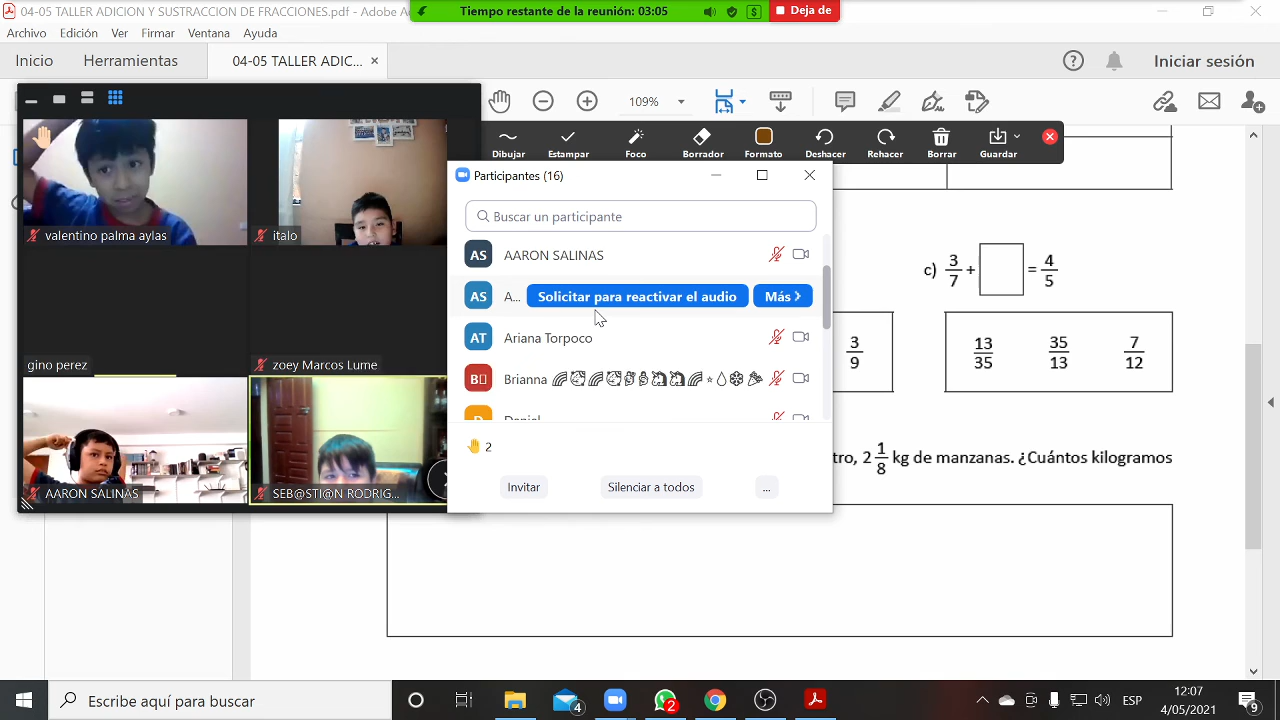 04-05 TALLER ADICION Y SUSTRACCION DE FRACCIONES.pdf - Adobe Ac
Tiempo restante de la reunión: 03:05
Deja de
Archivo Edición Ver Firmar Ventana Ayuda
Inicio Herramientas 04-05 TALLER ADIC... × Iniciar sesión
109%
Dibujar Estampar Foco Borrador Formato Deshacer Rehacer Borrar Guardar
Participantes (16)
Buscar un participante
AS AARON SALINAS
AS A... Solicitar para reactivar el audio Más
AT Ariana Torpoco
B Brianna
D Daniel
2
Invitar Silenciar a todos ...
valentino palma aylas
italo
gino perez
zoey Marcos Lume
AARON SALINAS
SEB@STI@N RODRIG...
c) 3/7 + = 4/5
3/9
13/35 35/13 7/12
tro, 2 1/8 kg de manzanas. ¿Cuántos kilogramos
Escribe aquí para buscar
4
2
ESP
12:07
4/05/2021
9